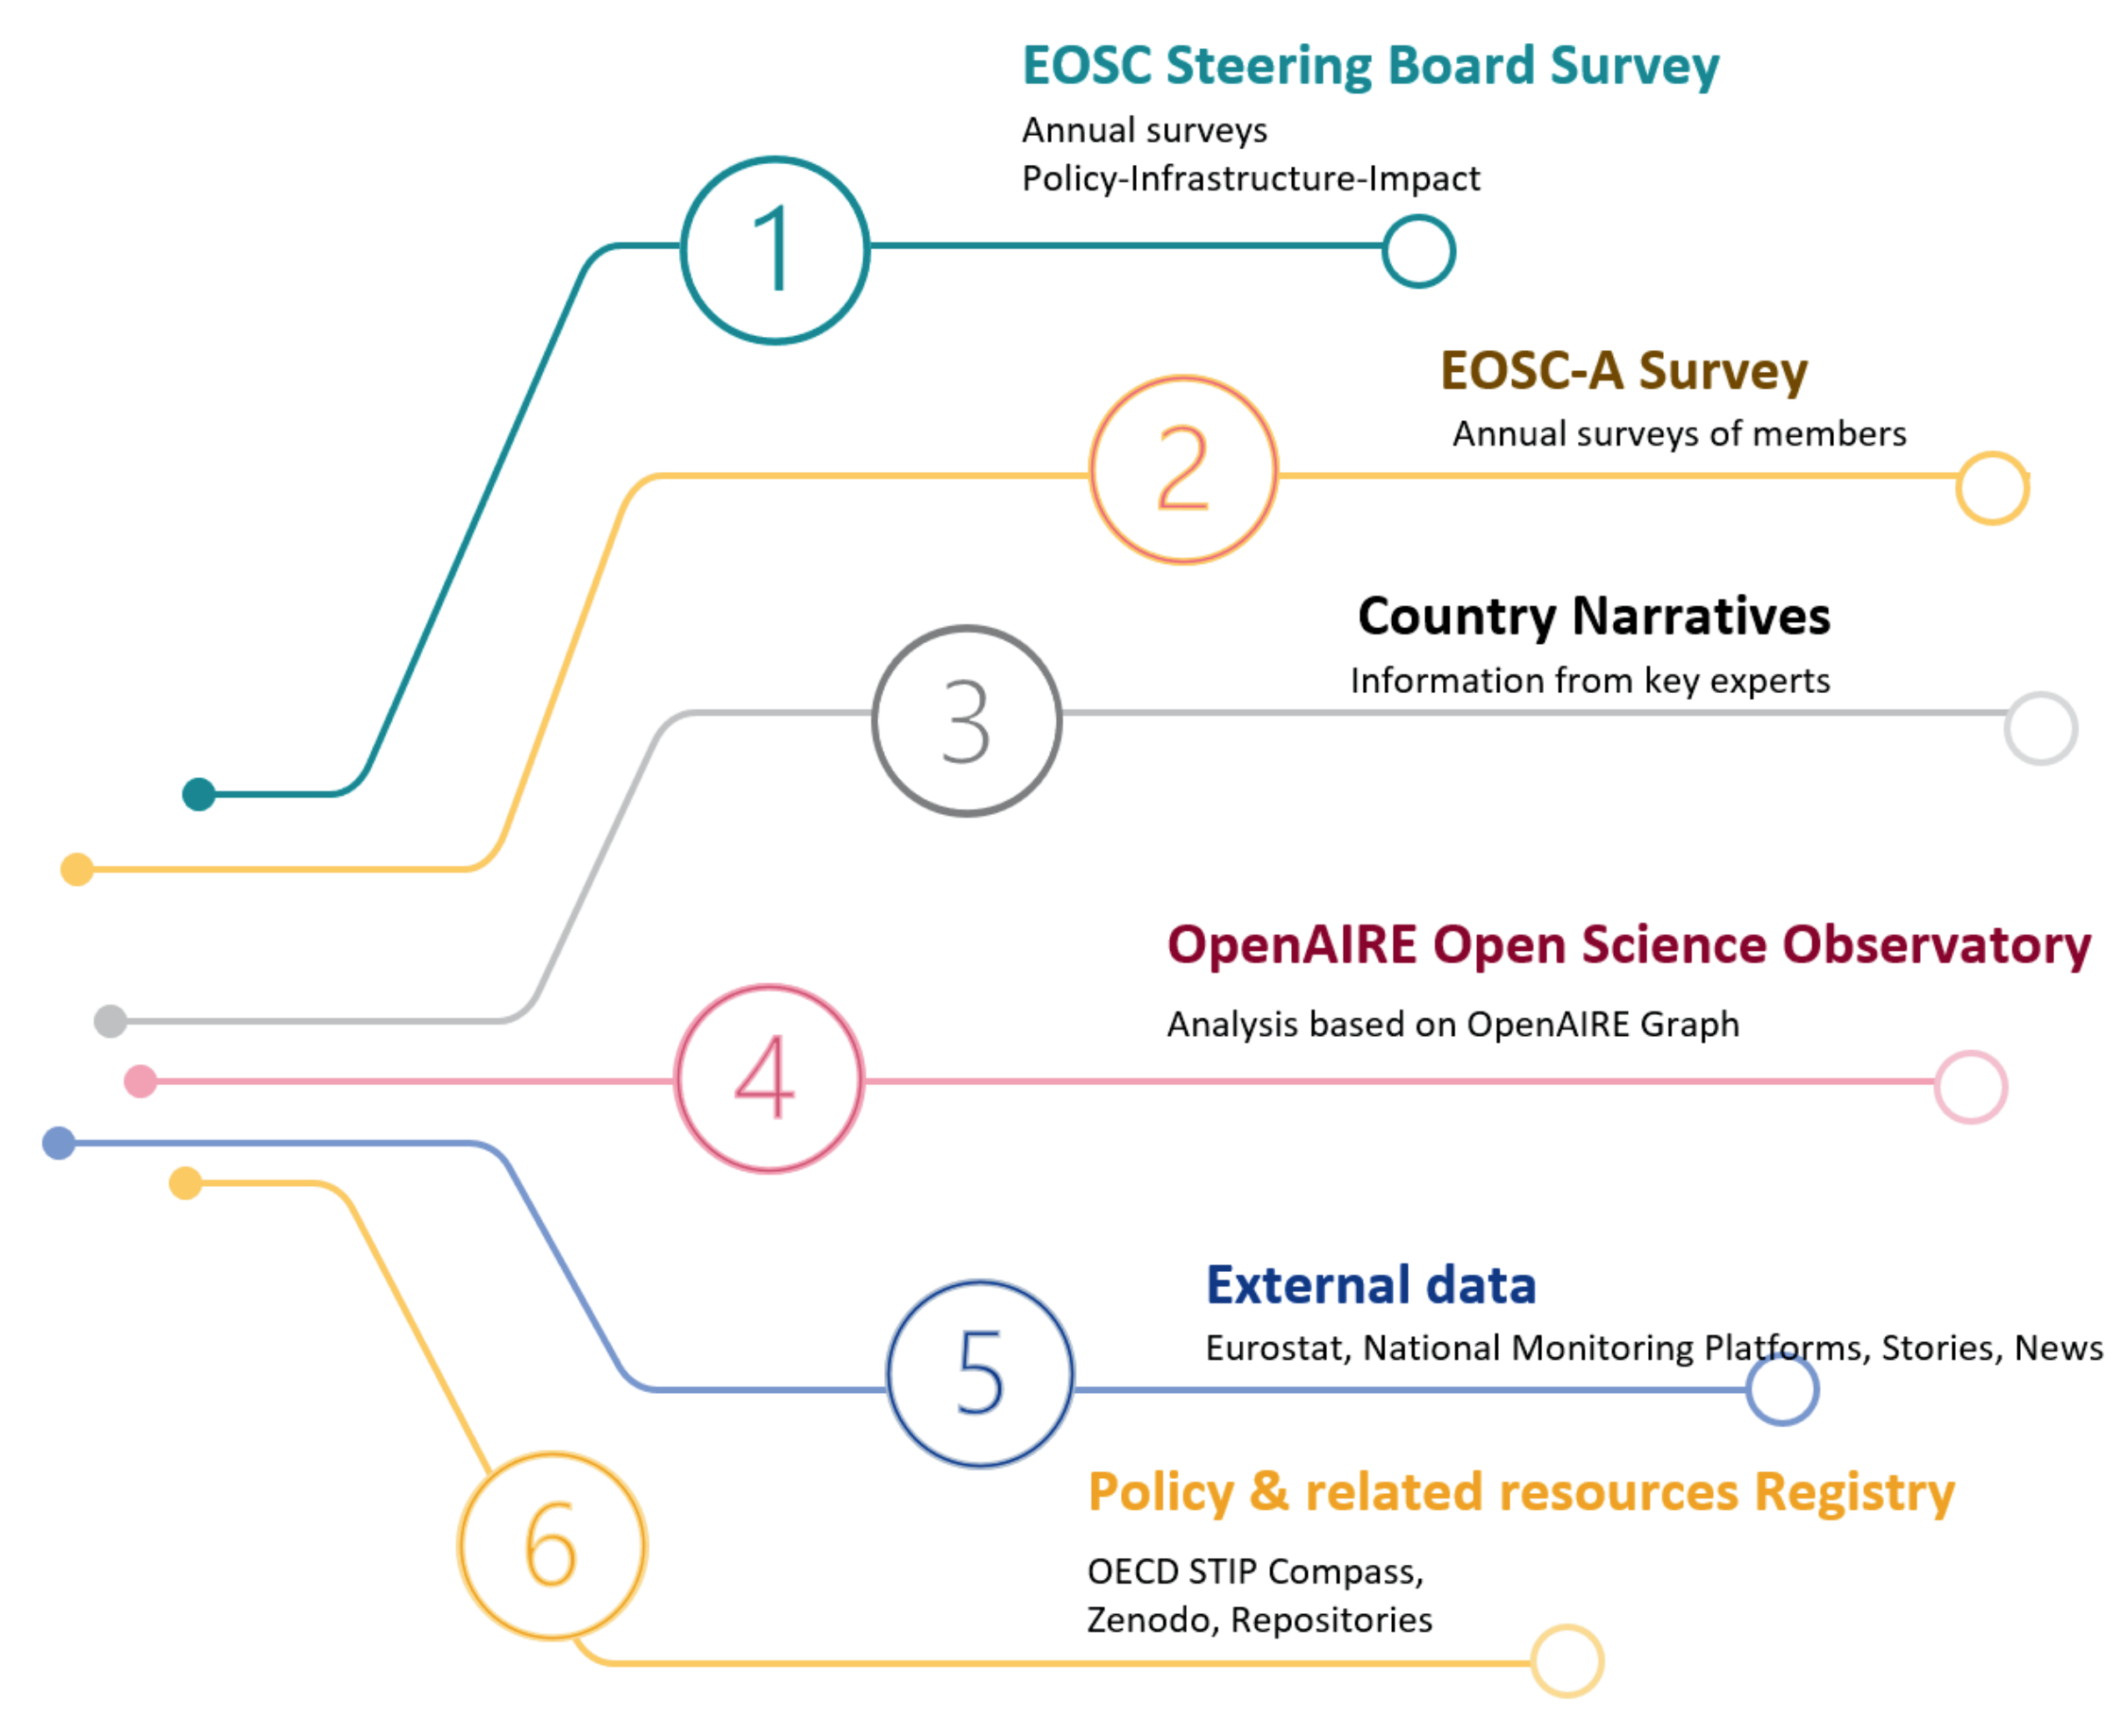 EOSC Steering Board Survey
Annual surveys
Policy-Infrastructure-Impact
1
EOSC-A Survey
Annual surveys of members
2
Country Narratives
Information from key experts
3
OpenAIRE Open Science Observatory
Analysis based on OpenAIRE Graph
4
External data
Eurostat, National Monitoring Platforms, Stories, News
5
Policy & related resources Registry
OECD STIP Compass,
Zenodo, Repositories
6